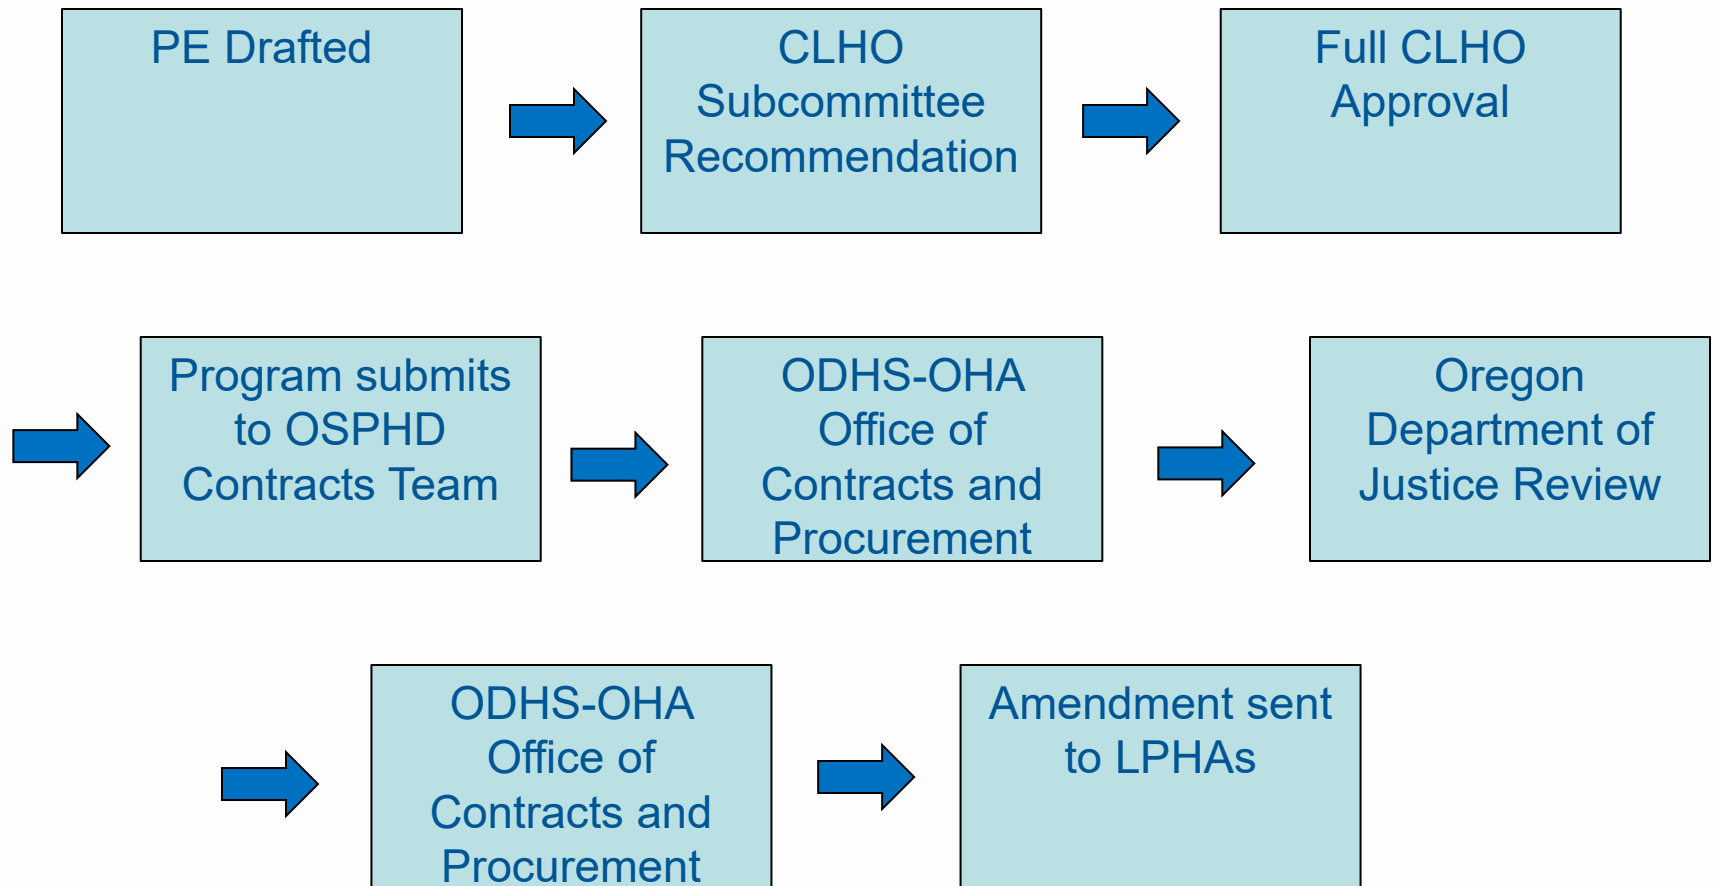 PE Drafted
CLHO
Subcommittee
Recommendation
Full CLHO
Approval
Program submits
to OSPHD
Contracts Team
ODHS-OHA
Office of
Contracts and
Procurement
Oregon
Department of
Justice Review
ODHS-OHA
Office of
Contracts and
Procurement
Amendment sent
to LPHAs